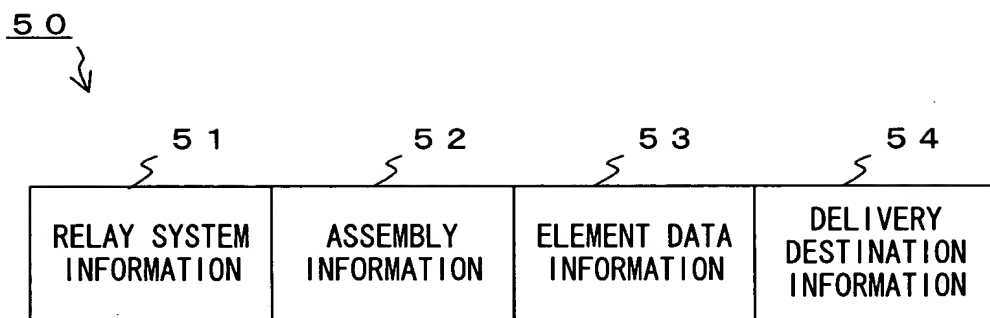 50
51 52 53 54
RELAY SYSTEM INFORMATION
ASSEMBLY INFORMATION
ELEMENT DATA INFORMATION
DELIVERY DESTINATION INFORMATION